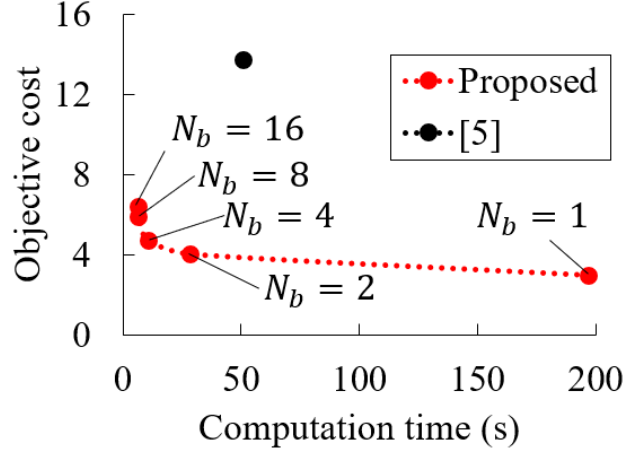 16
12
8
4
0
Objective cost
Proposed
[5]
N_b = 16
N_b = 8
N_b = 4
N_b = 2
N_b = 1
0 50 100 150 200
Computation time (s)